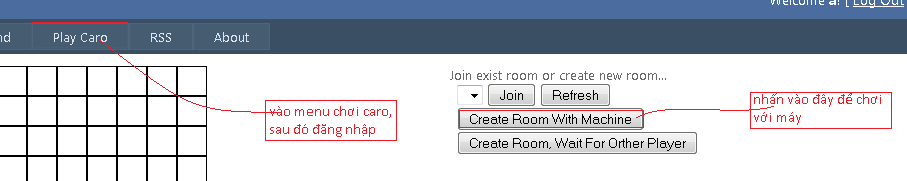 Welcome a! [ Log Out
nd Play Caro RSS About
Join exist room or create new room...
Join Refresh
Create Room With Machine
Create Room, Wait For Orther Player
vào menu chơi caro,
sau đó đăng nhập
nhấn vào đây để chơi
với máy